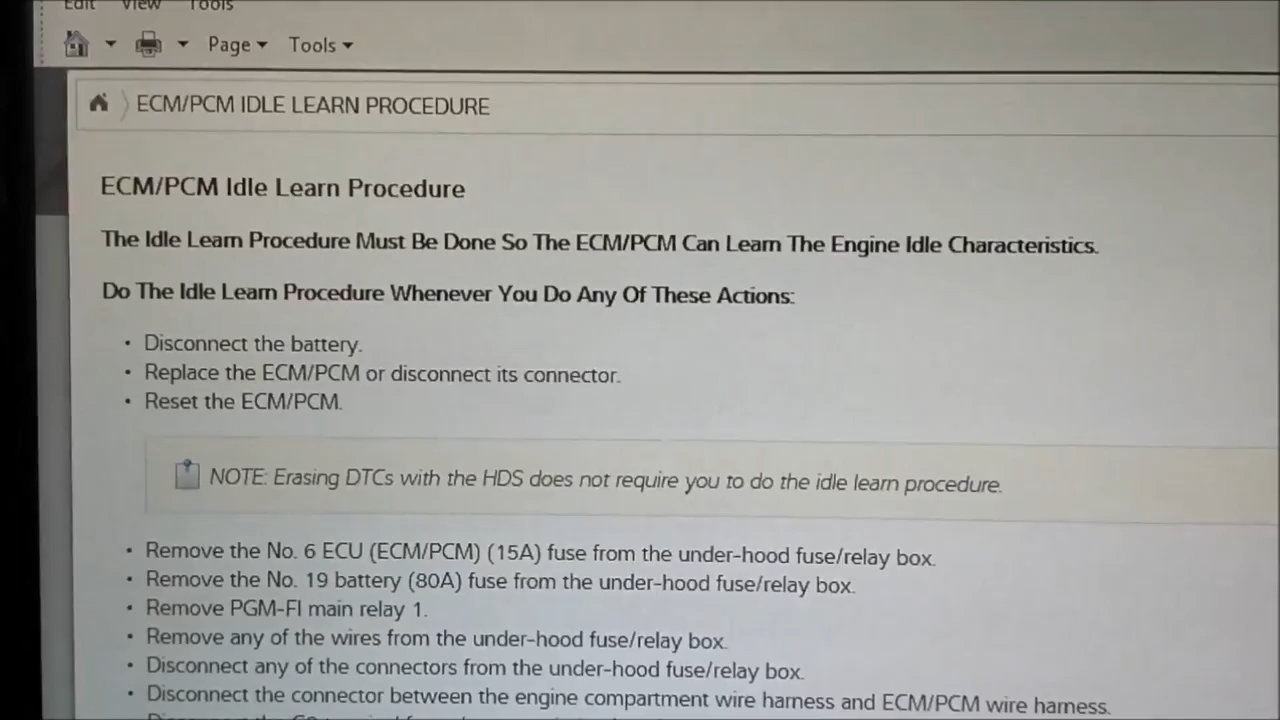 Edit View Tools
Page Tools
ECM/PCM IDLE LEARN PROCEDURE
ECM/PCM Idle Learn Procedure
The Idle Learn Procedure Must Be Done So The ECM/PCM Can Learn The Engine Idle Characteristics.
Do The Idle Learn Procedure Whenever You Do Any Of These Actions:
• Disconnect the battery.
• Replace the ECM/PCM or disconnect its connector.
• Reset the ECM/PCM.
NOTE: Erasing DTCs with the HDS does not require you to do the idle learn procedure.
• Remove the No. 6 ECU (ECM/PCM) (15A) fuse from the under-hood fuse/relay box.
• Remove the No. 19 battery (80A) fuse from the under-hood fuse/relay box.
• Remove PGM-FI main relay 1.
• Remove any of the wires from the under-hood fuse/relay box.
• Disconnect any of the connectors from the under-hood fuse/relay box.
• Disconnect the connector between the engine compartment wire harness and ECM/PCM wire harness.